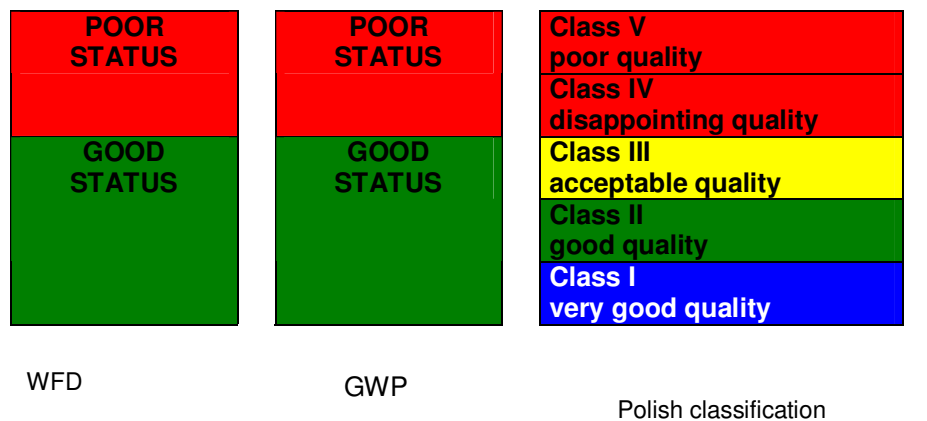 POOR
STATUS
GOOD
STATUS
POOR
STATUS
GOOD
STATUS
Class V
poor quality
Class IV
disappointing quality
Class III
acceptable quality
Class II
good quality
Class I
very good quality
WFD
GWP
Polish classification